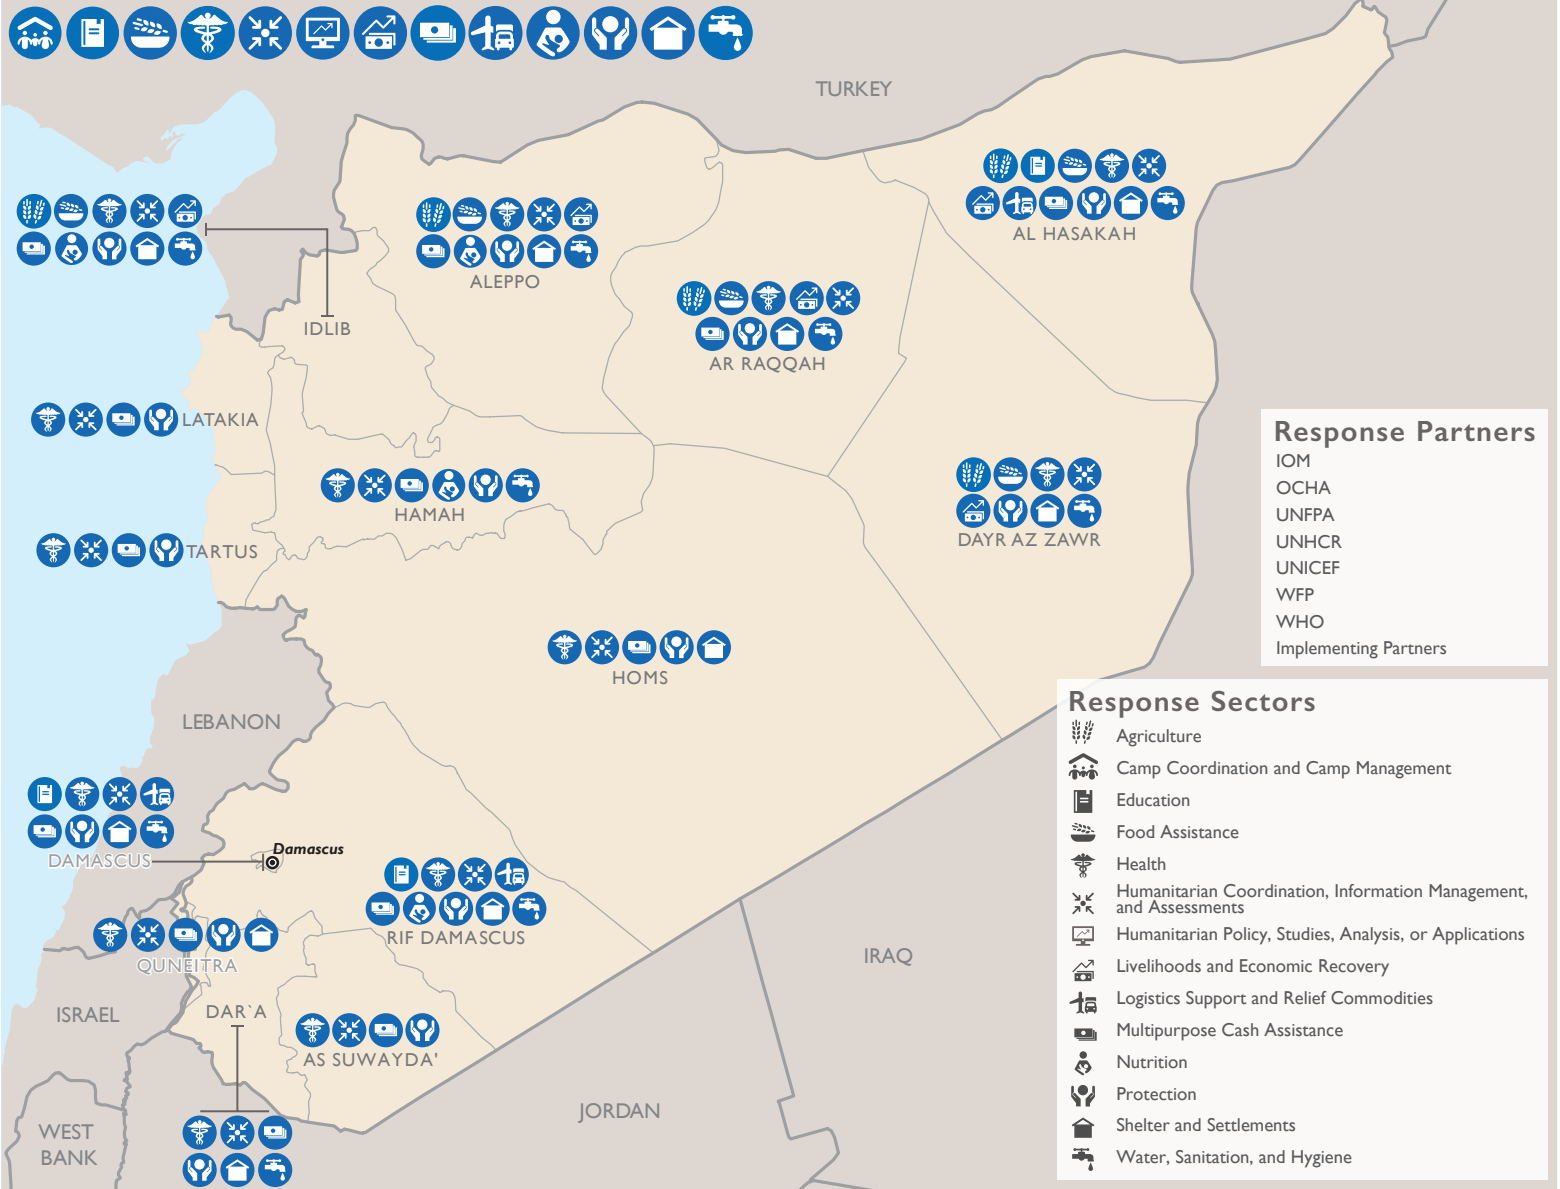 TURKEY
AL HASAKAH
ALEPPO
IDLIB
AR RAQQAH
LATAKIA
HAMAH
DAYR AZ ZAWR
TARTUS
HOMS
LEBANON
Damascus
DAMASCUS
RIF DAMASCUS
QUNEITRA
IRAQ
ISRAEL
DAR`A
AS SUWAYDA'
JORDAN
WEST
BANK
Response Partners
IOM
OCHA
UNFPA
UNHCR
UNICEF
WFP
WHO
Implementing Partners
Response Sectors
Agriculture
Camp Coordination and Camp Management
Education
Food Assistance
Health
Humanitarian Coordination, Information Management,
and Assessments
Humanitarian Policy, Studies, Analysis, or Applications
Livelihoods and Economic Recovery
Logistics Support and Relief Commodities
Multipurpose Cash Assistance
Nutrition
Protection
Shelter and Settlements
Water, Sanitation, and Hygiene